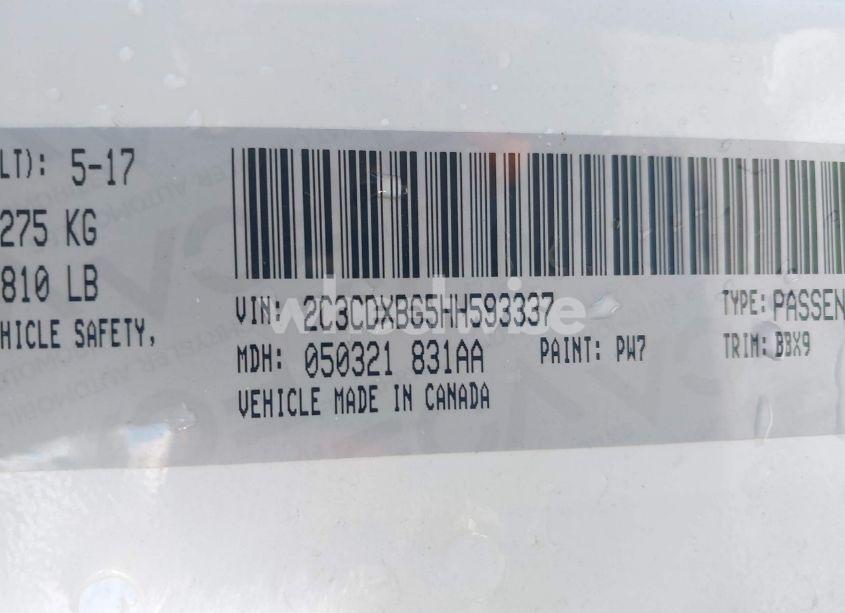 LT): 5-17
275 KG
810 LB
HICLE SAFETY,
VIN: 2C3CDXBG5HH593337 TYPE: PASSEN
MDH: 050321 831AA PAINT: PW7 TRIM: BBX9
VEHICLE MADE IN CANADA